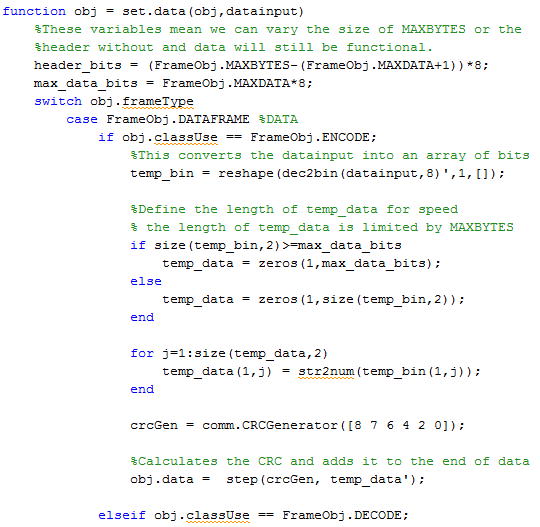 function obj = set.data(obj,datainput)
%These variables mean we can vary the size of MAXBYTES or the
%header without and data will still be functional.
header_bits = (FrameObj.MAXBYTES-(FrameObj.MAXDATA+1))*8;
max_data_bits = FrameObj.MAXDATA*8;
switch obj.frameType
case FrameObj.DATAFRAME %DATA
if obj.classUse == FrameObj.ENCODE;
%This converts the datainput into an array of bits
temp_bin = reshape(dec2bin(datainput,8)',1,[]);
%Define the length of temp_data for speed
% the length of temp_data is limited by MAXBYTES
if size(temp_bin,2)>=max_data_bits
temp_data = zeros(1,max_data_bits);
else
temp_data = zeros(1,size(temp_bin,2));
end
for j=1:size(temp_data,2)
temp_data(1,j) = str2num(temp_bin(1,j));
end
crcGen = comm.CRCGenerator([8 7 6 4 2 0]);
%Calculates the CRC and adds it to the end of data
obj.data =  step(crcGen, temp_data');
elseif obj.classUse == FrameObj.DECODE;